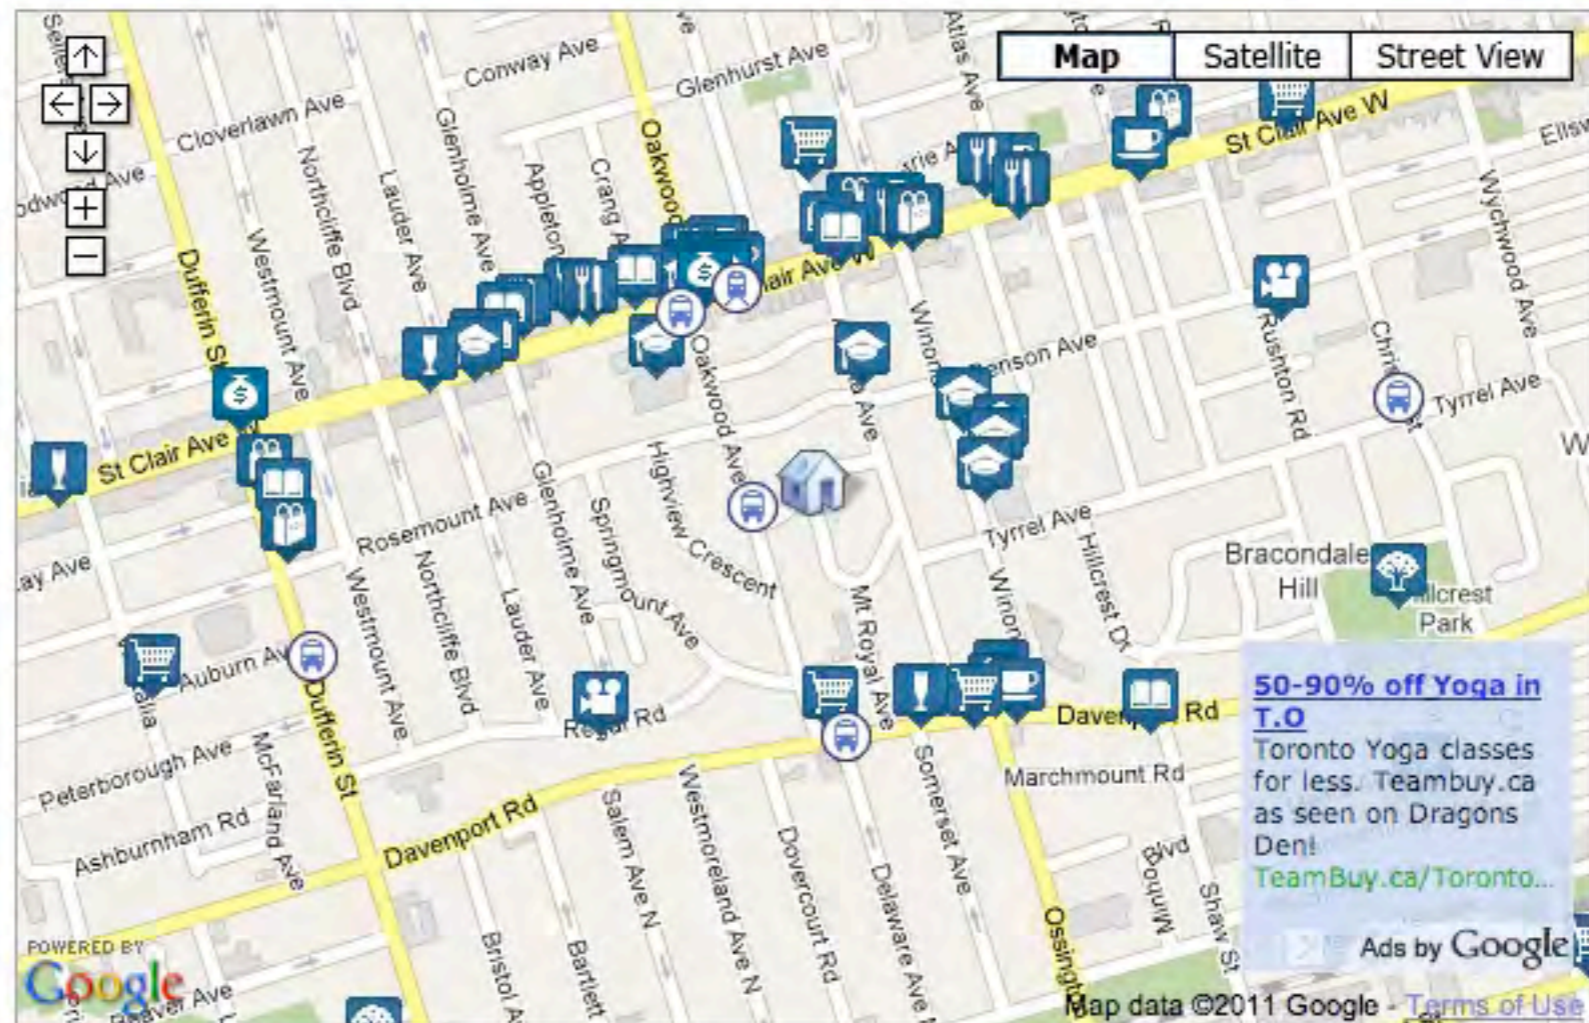 Map
Satellite
Street View
Conway Ave
Glenhurst Ave
Atlas Ave
Cloverlawn Ave
St Clair Ave W
Northcliffe Blvd
Lauder Ave
Glenholme Ave
Appleton
Crang
Oakwood
Wychwood Ave
Dufferin St
Westmount Ave
Oakwood Ave
Rushton Rd
Tyrrel Ave
St Clair Ave
Rosemount Ave
Glenholme Ave
Springmount Ave
Highview Crescent
Tyrrel Ave
Hillcrest Dr
Bracondale
Hill
Park
Westmount Ave
Northcliffe Blvd
Lauder Ave
Mt Royal Ave
Auburn
Dufferin St
Rd
Rd
Peterborough Ave
McFarland Ave
Ashburnham Rd
Davenport Rd
Salem Ave N
Westmoreland Ave N
Dovercourt Rd
Delaware Ave
Somerset Ave
Marchmount Rd
Minho Blvd
Shaw St
Bristol
Bartlett
50-90% off Yoga in
T.O
Toronto Yoga classes
for less. Teambuy.ca
as seen on Dragons
Den!
TeamBuy.ca/Toronto...
Ads by Google
POWERED BY
Google
Map data ©2011 Google - Terms of Use